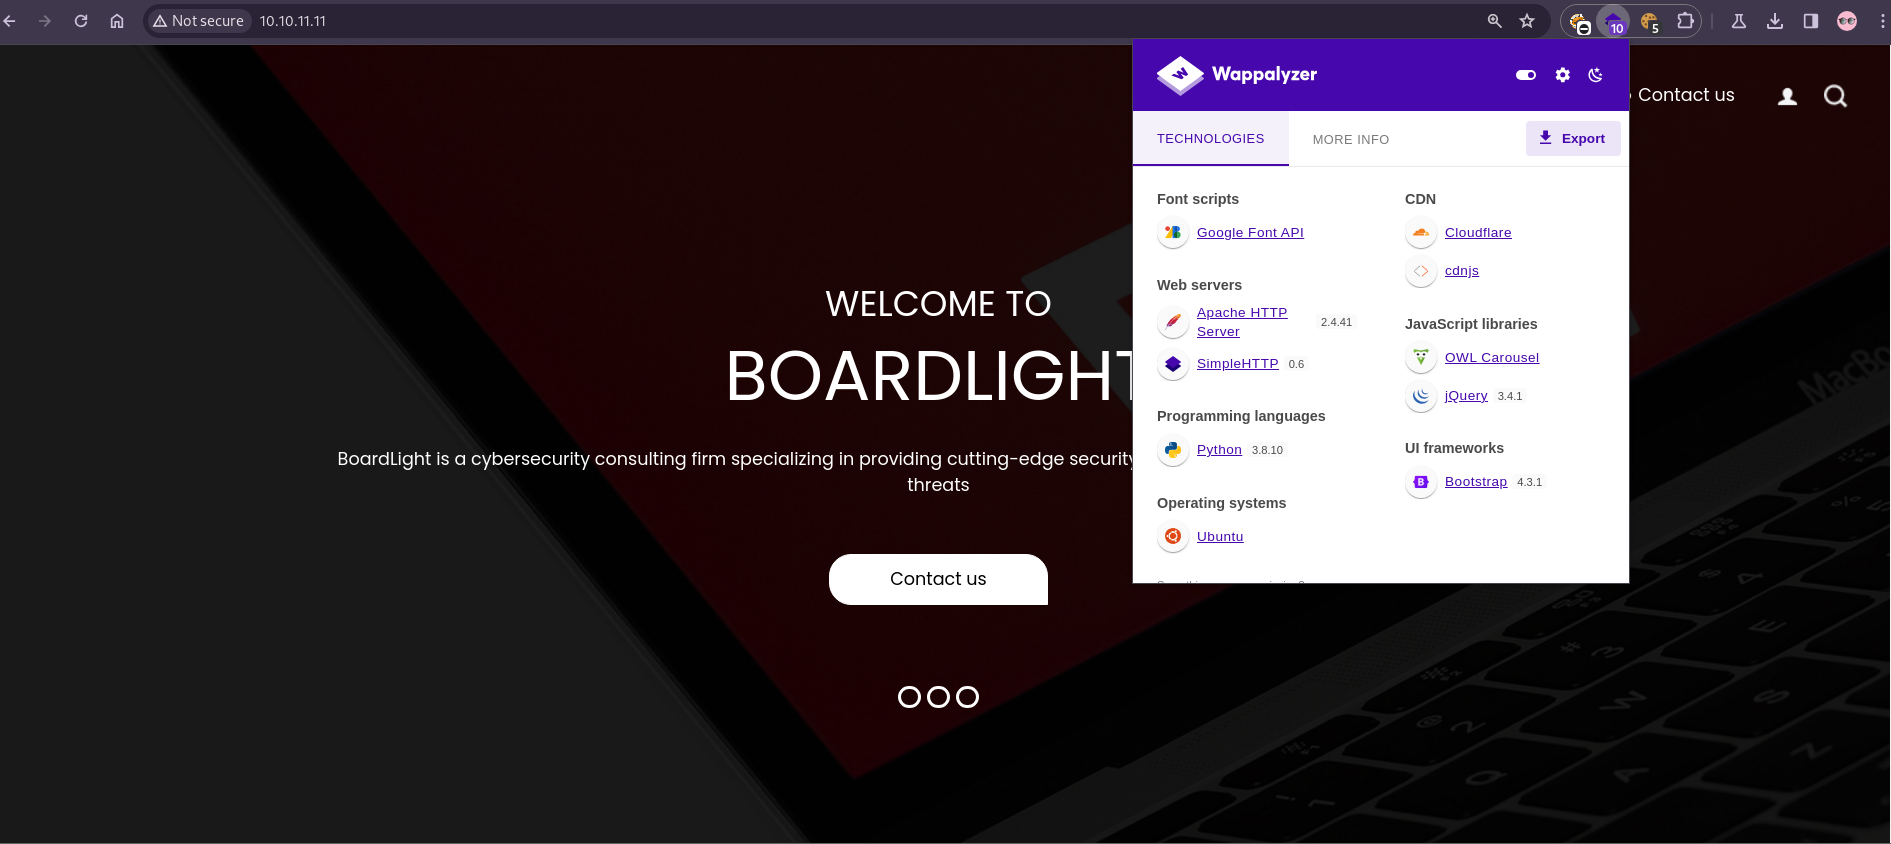 Not secure
10.10.11.11
10
5
Wappalyzer
Contact us
TECHNOLOGIES
MORE INFO
Export
Font scripts
Google Font API
Web servers
Apache HTTP
Server
2.4.41
SimpleHTTP 0.6
Programming languages
Python 3.8.10
Operating systems
Ubuntu
CDN
Cloudflare
cdnjs
JavaScript libraries
OWL Carousel
jQuery 3.4.1
UI frameworks
Bootstrap 4.3.1
WELCOME TO
BOARDLIGHT
BoardLight is a cybersecurity consulting firm specializing in providing cutting-edge security
threats
Contact us
MacBo